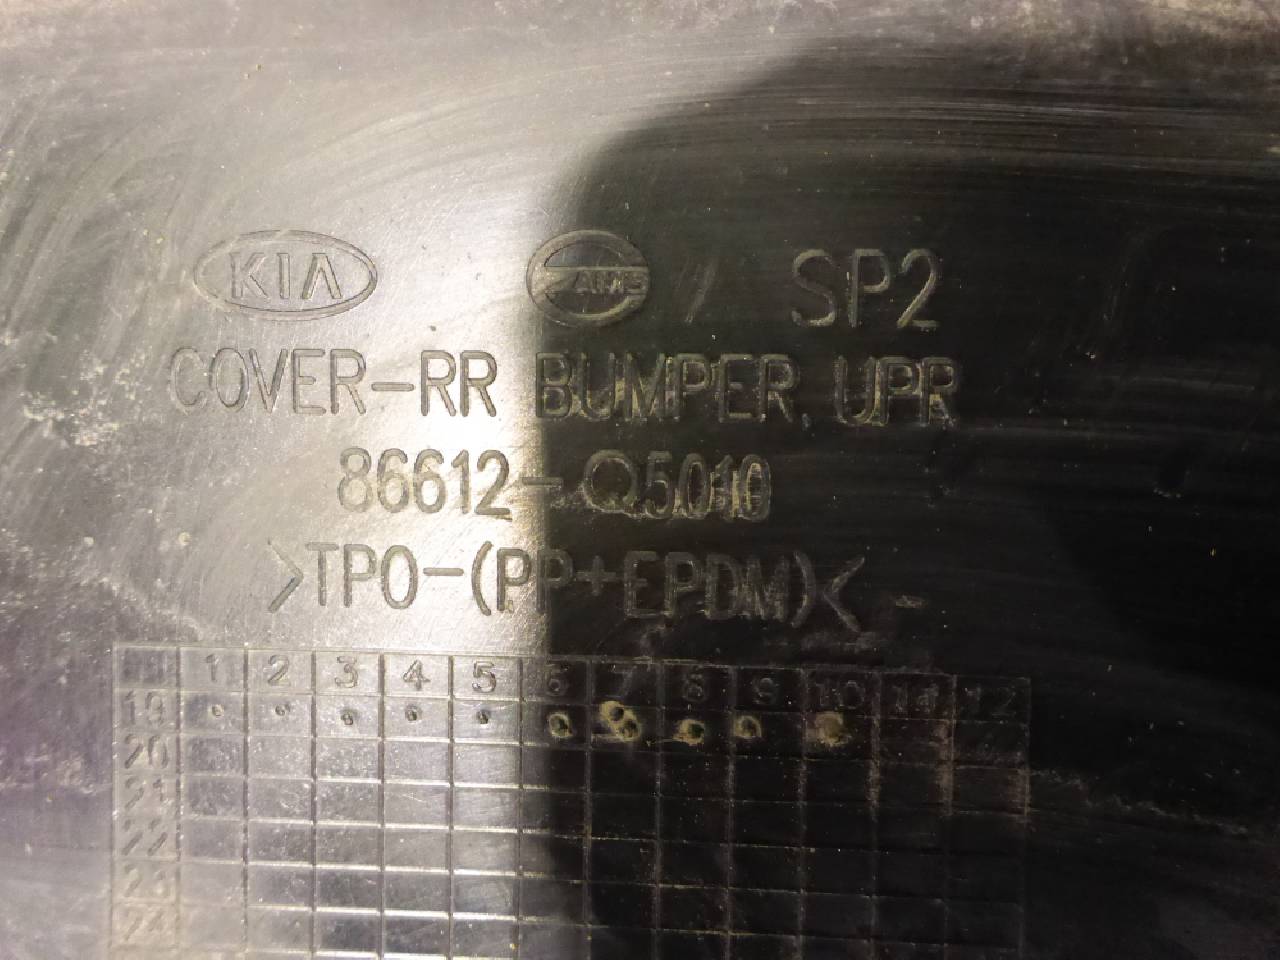 KIA AMS SP2
COVER-RR BUMPER, UPR
86612-Q5010
>TPO-(PP+EPDM)<
1 2 3 4 5 6 7 8 9 10 11 12
19
20
21
22
23
24